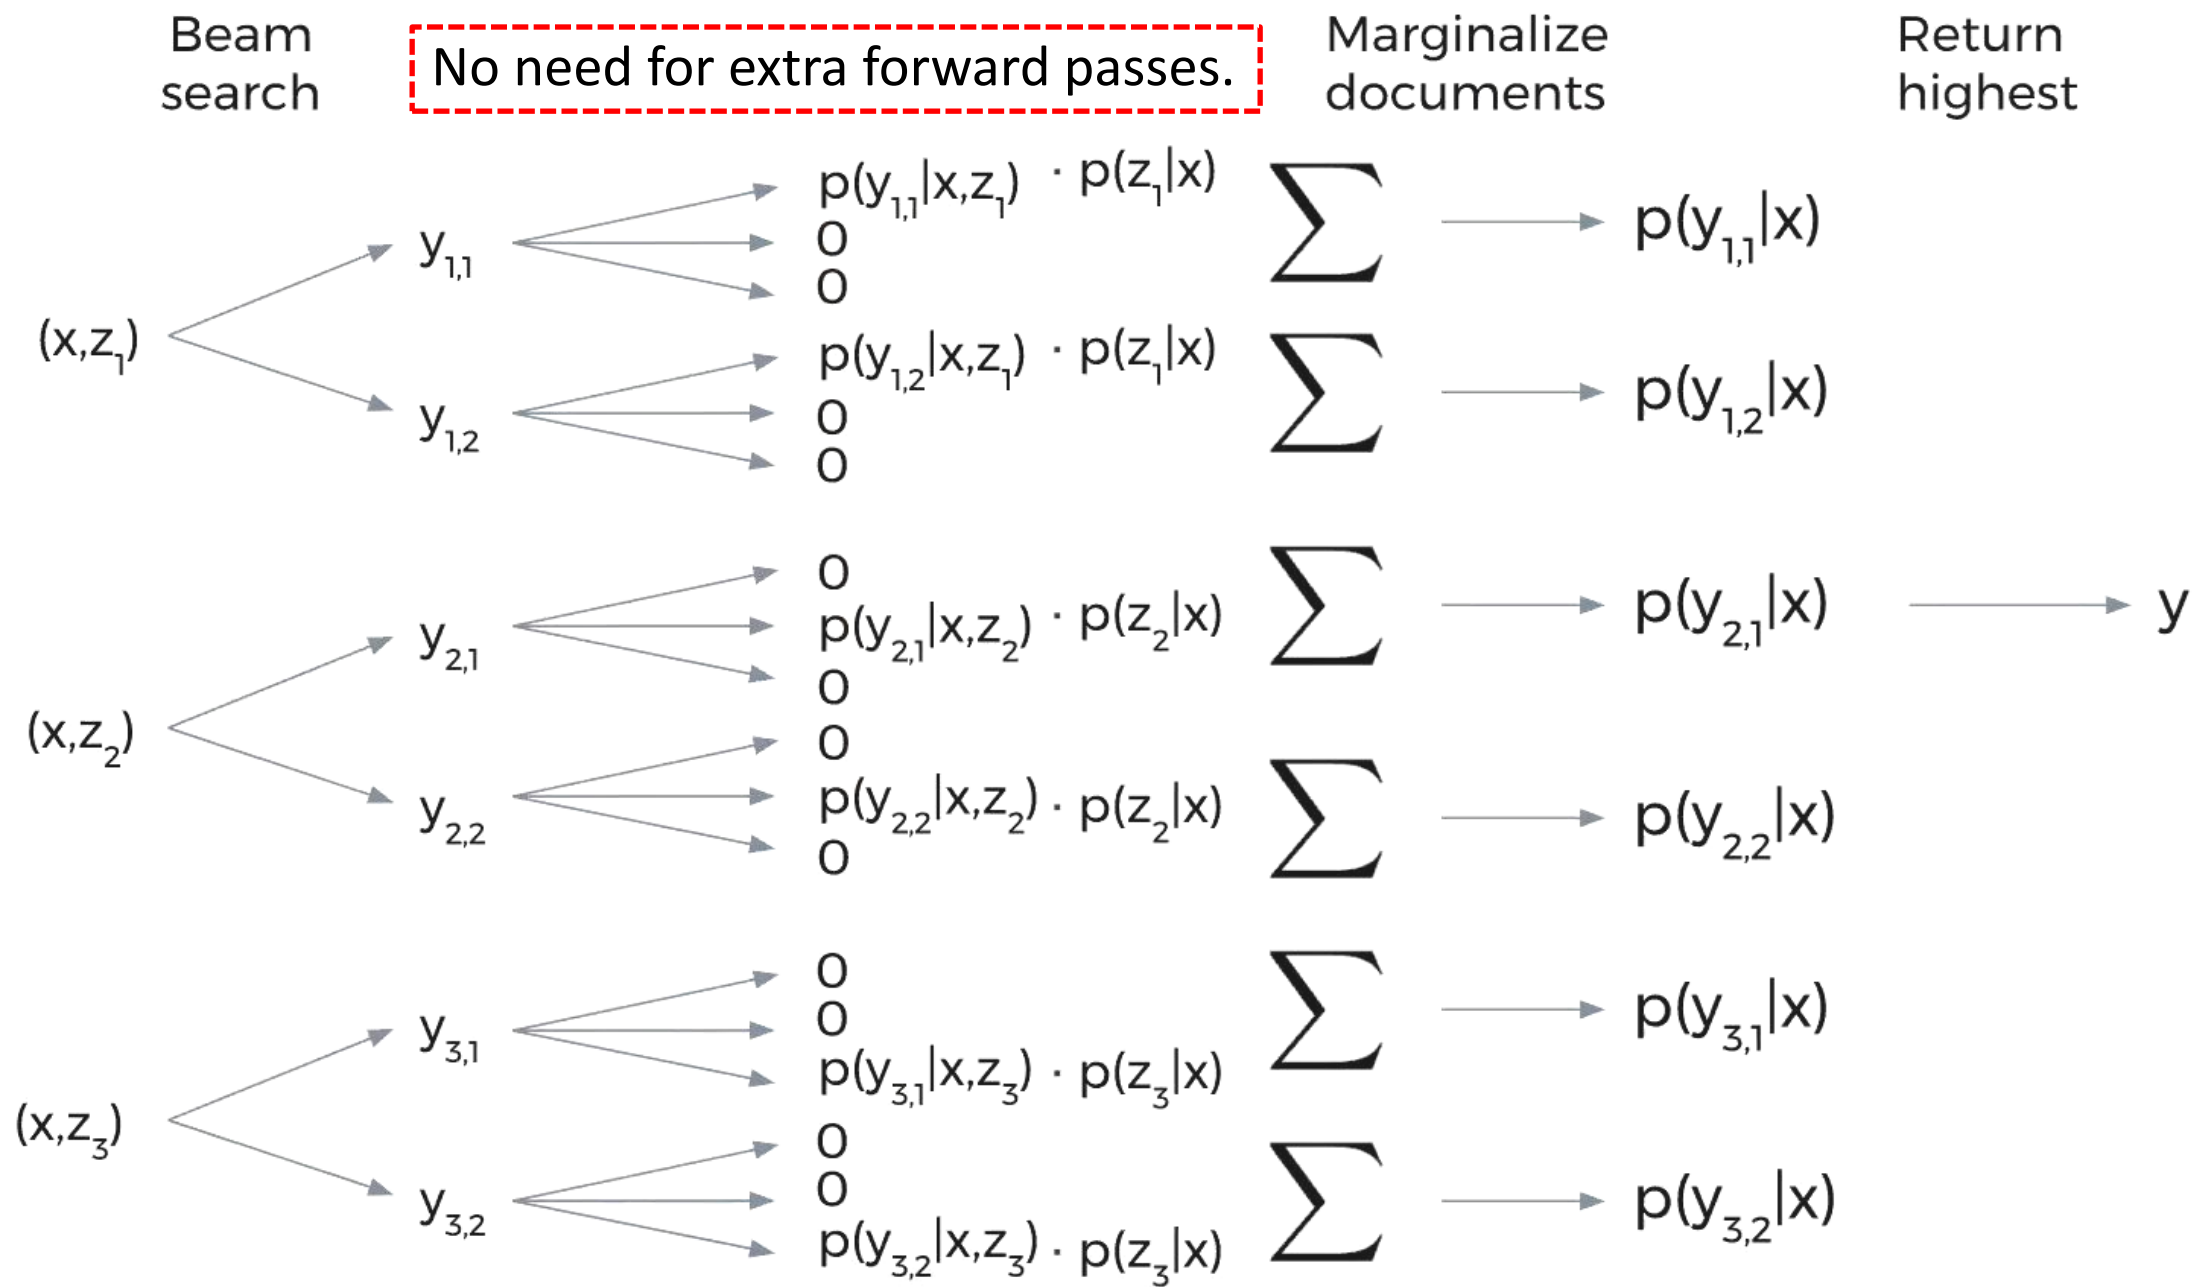 Beam search
No need for extra forward passes.
Marginalize documents
Return highest
(x,z₁)
y₁,₁
p(y₁,₁|x,z₁) · p(z₁|x)
0
0
∑
p(y₁,₁|x)
y₁,₂
p(y₁,₂|x,z₁) · p(z₁|x)
0
0
∑
p(y₁,₂|x)
(x,z₂)
y₂,₁
0
p(y₂,₁|x,z₂) · p(z₂|x)
0
∑
p(y₂,₁|x)
y
y₂,₂
0
p(y₂,₂|x,z₂) · p(z₂|x)
0
∑
p(y₂,₂|x)
(x,z₃)
y₃,₁
0
0
p(y₃,₁|x,z₃) · p(z₃|x)
∑
p(y₃,₁|x)
y₃,₂
0
0
p(y₃,₂|x,z₃) · p(z₃|x)
∑
p(y₃,₂|x)